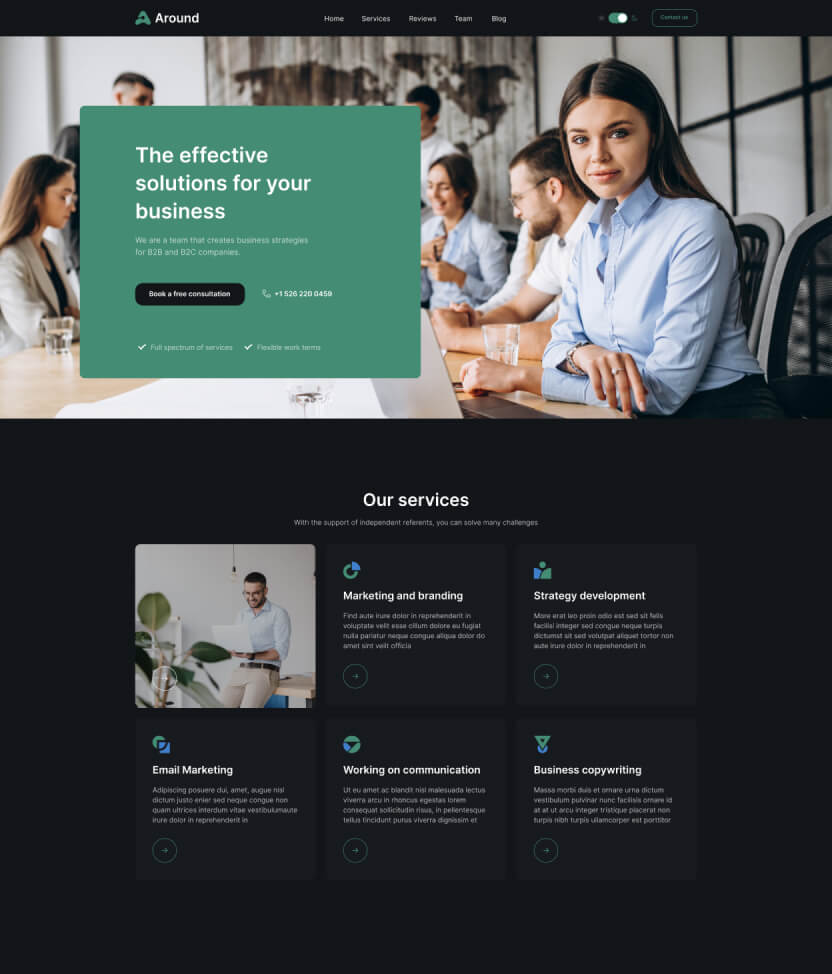 Around
Home
Services
Reviews
Team
Blog
Contact us
The effective
solutions for your
business
We are a team that creates business strategies
for B2B and B2C companies.
Book a free consultation
+1 526 220 0459
Full spectrum of services
Flexible work terms
Our services
With the support of independent referents, you can solve many challenges
Marketing and branding
Find aute irure dolor in reprehenderit in
voluptate velit esse cillum dolore eu fugiat
nulla pariatur neque congue aliqua dolor do
amet sint velit officia
Strategy development
More erat leo proin odio est sed sit felis
facilisi integer sed congue neque turpis
dictumst sit sed volutpat aliquet tortor non
aute irure dolor in reprehenderit in
Email Marketing
Adipiscing posuere dui, amet, augue nisl
dictum justo enier sed neque congue non
quam ultrices interdum vitae vestibulumaute
irure dolor in reprehenderit in
Working on communication
Ut eu amet ac blandit nisl malesuada lectus
viverra arcu in rhoncus egestas lorem
consequat sollicitudin risus, in pellentesque
tellus tincidunt purus viverra dignissim et
Business copywriting
Massa morbi duis et ornare urna dictum
vestibulum pulvinar nunc facilisis ornare id
at at ut arcu integer tristique placerat non
turpis nibh turpis ullamcorper est porttitor